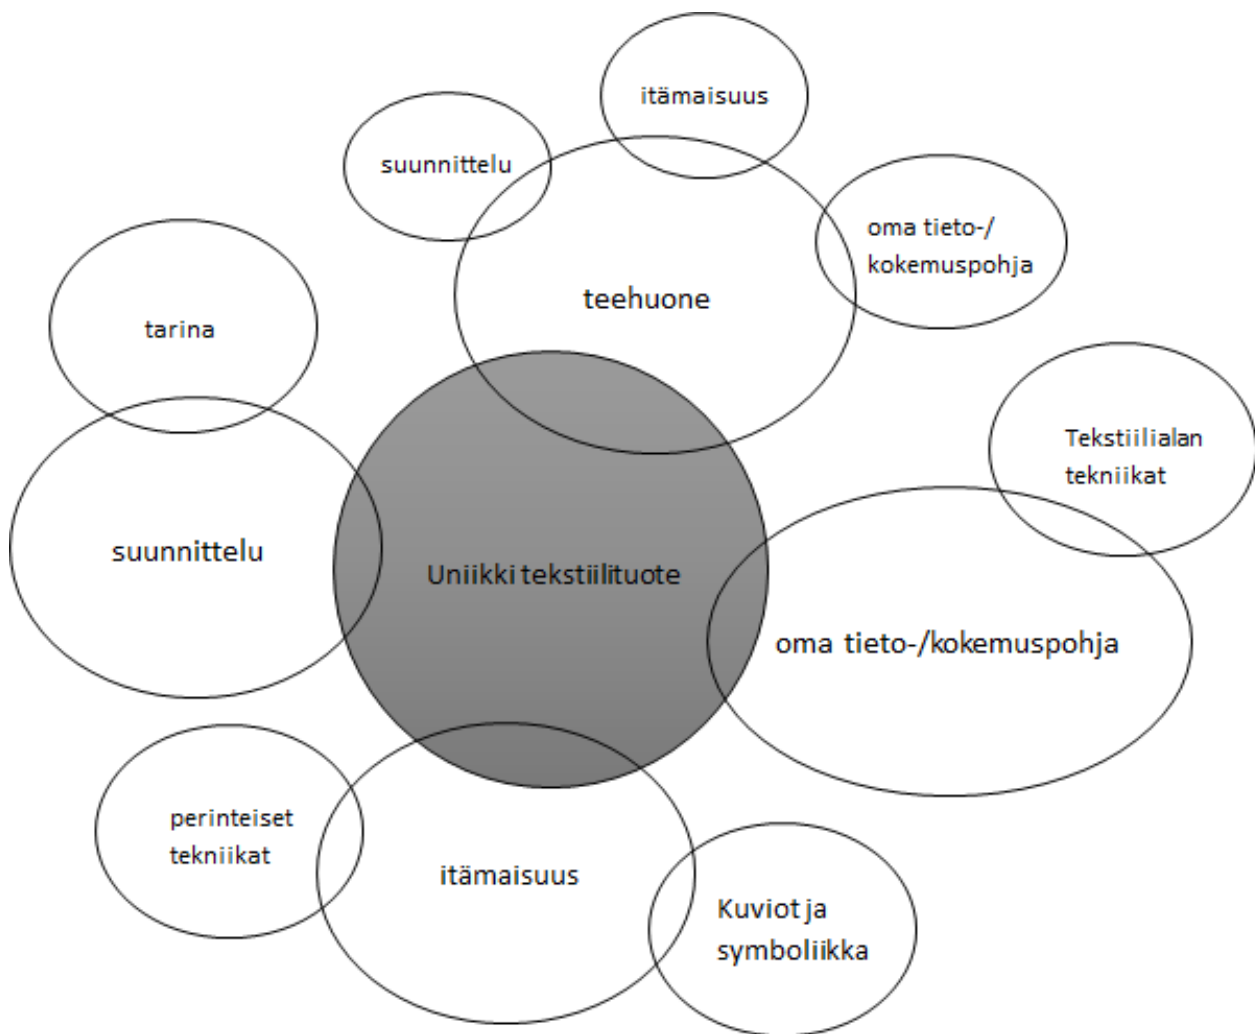 itämaisuus
suunnittelu
oma tieto-/
kokemuspohja
teehuone
tarina
Tekstiilialan
tekniikat
suunnittelu
Uniikki tekstiilituote
oma tieto-/kokemuspohja
perinteiset
tekniikat
itämaisuus
Kuviot ja
symboliikka